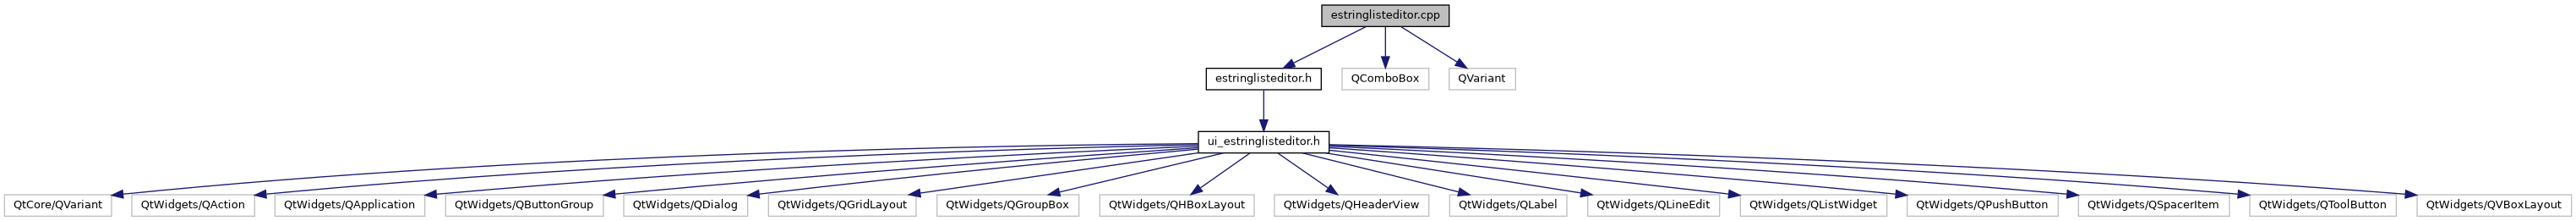 estringlisteditor.cpp
estringlisteditor.h
QComboBox
QVariant
ui_estringlisteditor.h
QtCore/QVariant
QtWidgets/QAction
QtWidgets/QApplication
QtWidgets/QButtonGroup
QtWidgets/QDialog
QtWidgets/QGridLayout
QtWidgets/QGroupBox
QtWidgets/QHBoxLayout
QtWidgets/QHeaderView
QtWidgets/QLabel
QtWidgets/QLineEdit
QtWidgets/QListWidget
QtWidgets/QPushButton
QtWidgets/QSpacerItem
QtWidgets/QToolButton
QtWidgets/QVBoxLayout